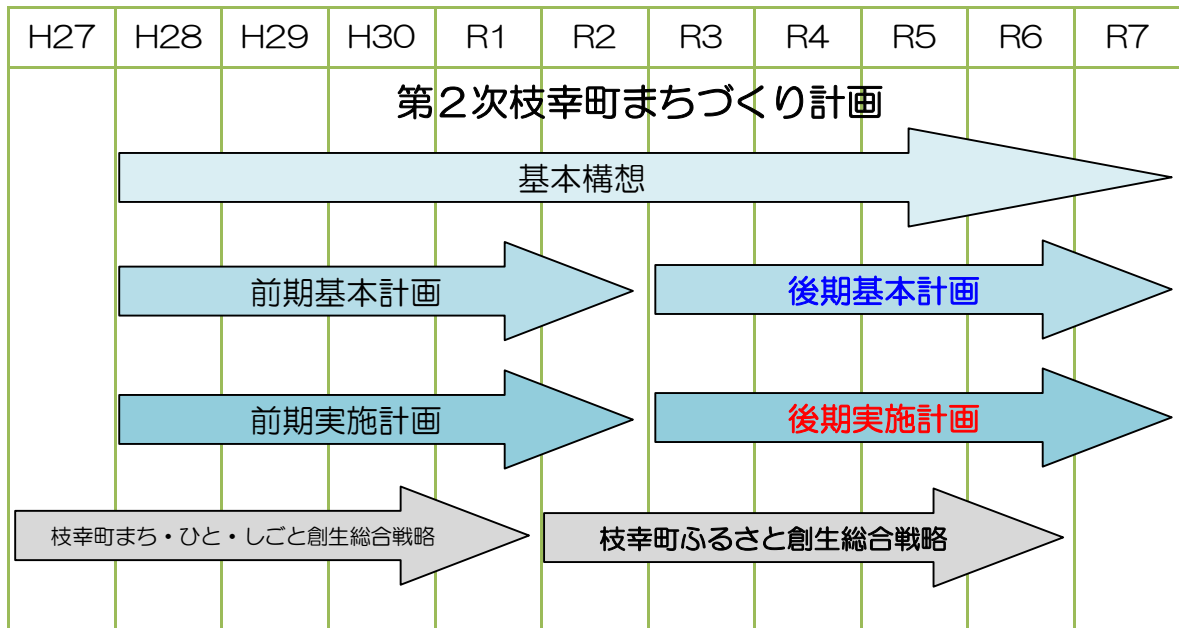 H27 H28 H29 H30 R1 R2 R3 R4 R5 R6 R7
第２次枝幸町まちづくり計画
基本構想
前期基本計画 後期基本計画
前期実施計画 後期実施計画
枝幸町まち・ひと・しごと創生総合戦略 枝幸町ふるさと創生総合戦略